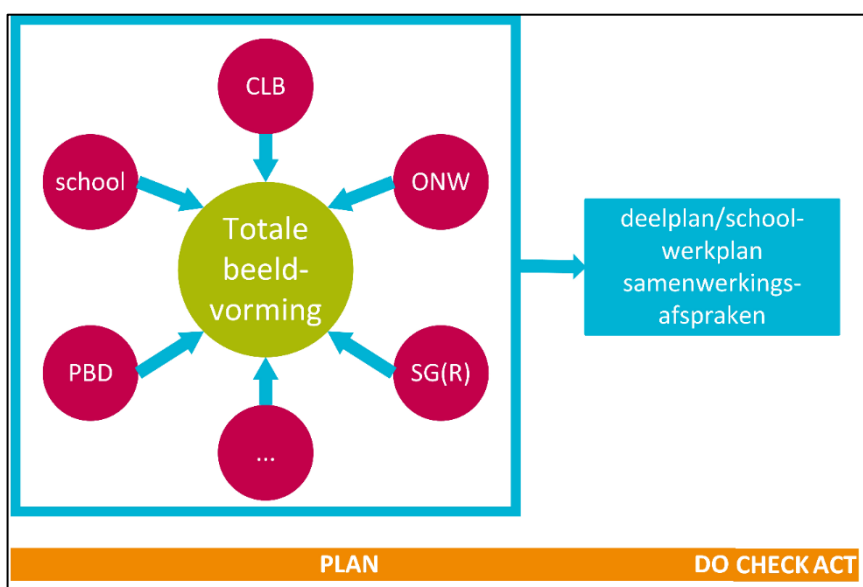 CLB
school
ONW
Totale
beeld-
vorming
PBD
SG(R)
...
deelplan/school-
werkplan
samenwerkings-
afspraken
PLAN
DO CHECK ACT